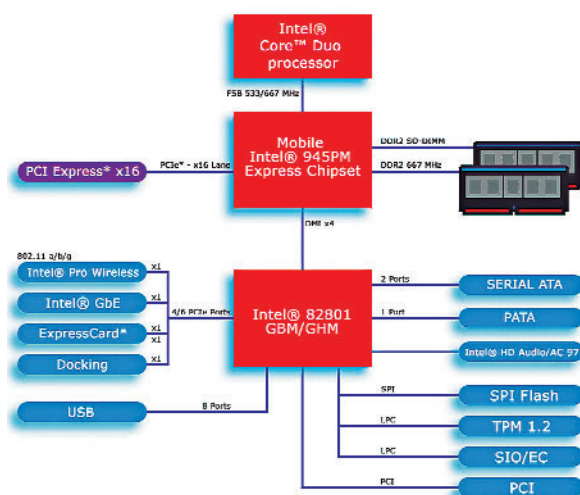 Intel®
Core™ Duo
processor
FSB 533/667 MHz
Mobile
Intel® 945PM
Express Chipset
DDR2 SO-DIMM
PCI Express* x16
PCIe* - x16 Lane
DDR2 667 MHz
DMI x4
802.11 a/b/g
Intel® Pro Wireless
x1
Intel® GbE
x1
ExpressCard*
x1
x1
Docking
x1
4/6 PCIe Ports
Intel® 82801
GBM/GHM
2 Ports
SERIAL ATA
1 Port
PATA
Intel® HD Audio/AC 97
USB
8 Ports
SPI
SPI Flash
LPC
TPM 1.2
LPC
SIO/EC
PCI
PCI